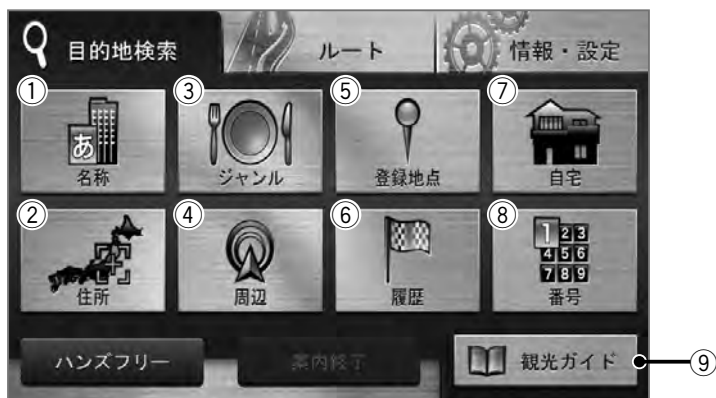 目的地検索 ルート 情報・設定
① ③ ⑤ ⑦
あ
名称 ジャンル 登録地点 自宅
② ④ ⑥ ⑧
1 2 3
4 5 6
7 8 9
住所 周辺 履歴 番号
ハンズフリー 案内終了 観光ガイド ⑨